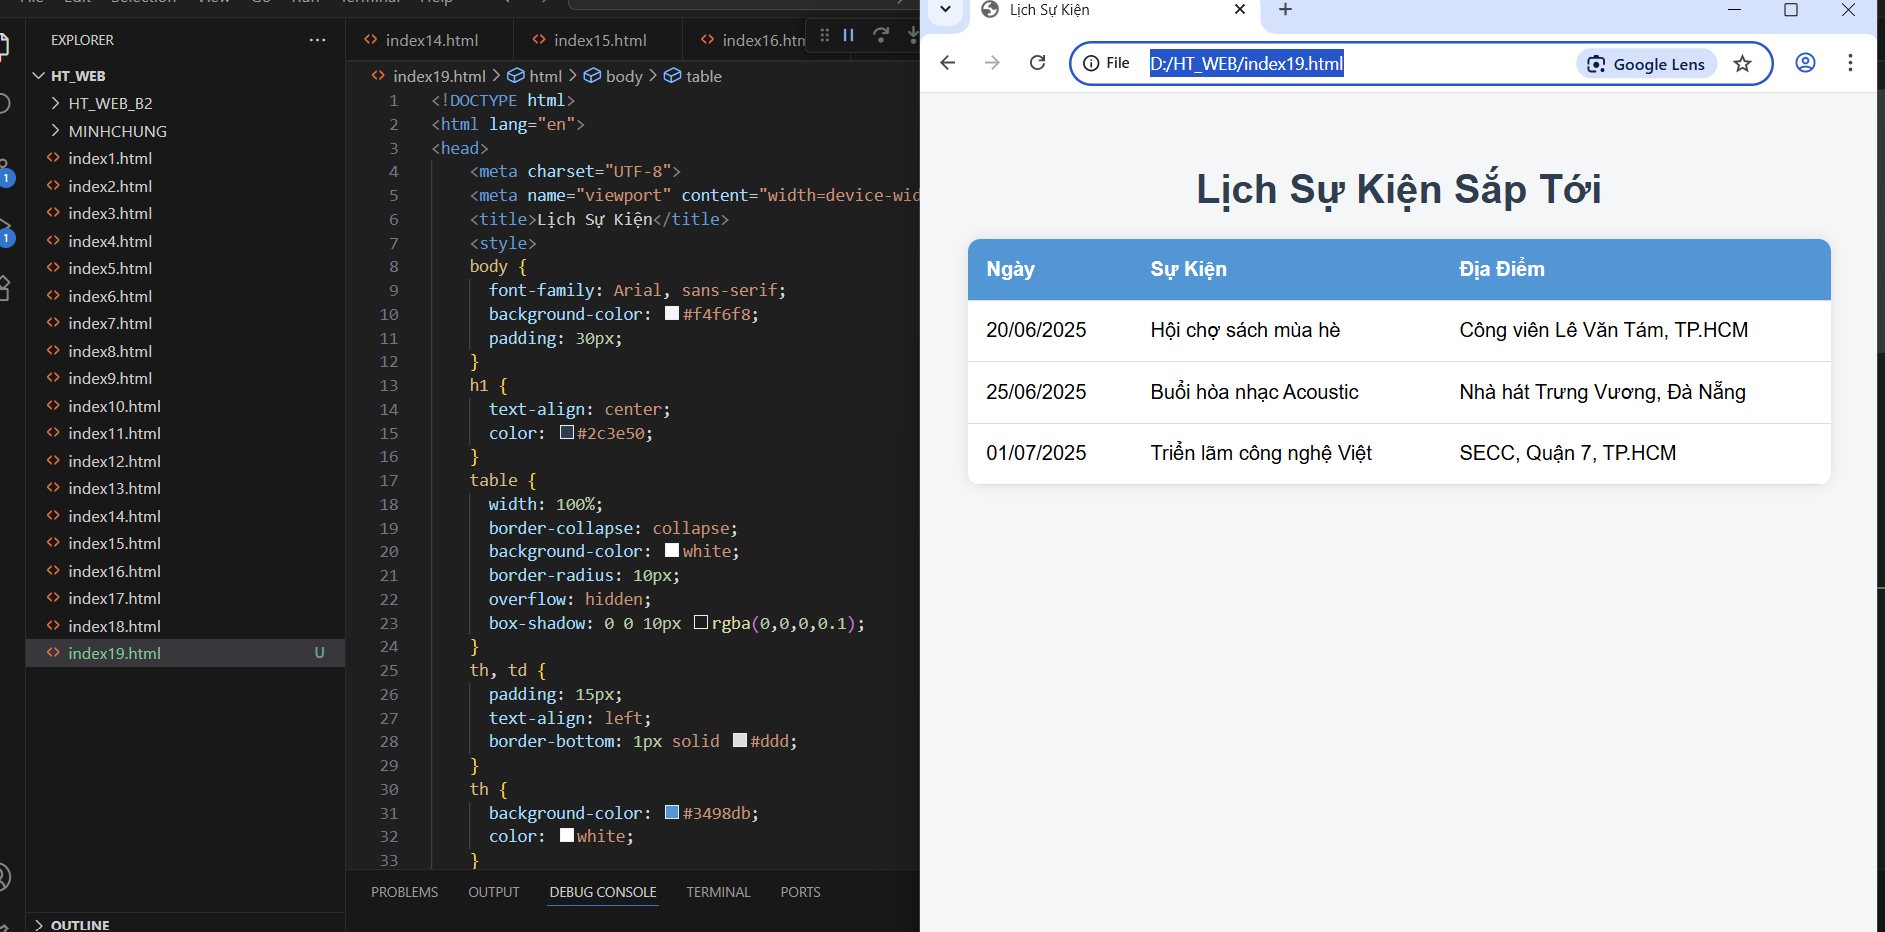 EXPLORER
HT_WEB
HT_WEB_B2
MINHCHUNG
index1.html
index2.html
index3.html
index4.html
index5.html
index6.html
index7.html
index8.html
index9.html
index10.html
index11.html
index12.html
index13.html
index14.html
index15.html
index16.html
index17.html
index18.html
index19.html U
OUTLINE
1
1
index14.html index15.html index16.htm
index19.html > html > body > table
1 <!DOCTYPE html>
2 <html lang="en">
3 <head>
4 <meta charset="UTF-8">
5 <meta name="viewport" content="width=device-wid
6 <title>Lịch Sự Kiện</title>
7 <style>
8 body {
9 font-family: Arial, sans-serif;
10 background-color: #f4f6f8;
11 padding: 30px;
12 }
13 h1 {
14 text-align: center;
15 color: #2c3e50;
16 }
17 table {
18 width: 100%;
19 border-collapse: collapse;
20 background-color: white;
21 border-radius: 10px;
22 overflow: hidden;
23 box-shadow: 0 0 10px rgba(0,0,0,0.1);
24 }
25 th, td {
26 padding: 15px;
27 text-align: left;
28 border-bottom: 1px solid #ddd;
29 }
30 th {
31 background-color: #3498db;
32 color: white;
33 }
PROBLEMS OUTPUT DEBUG CONSOLE TERMINAL PORTS
Lịch Sự Kiện
File D:/HT_WEB/index19.html Google Lens
Lịch Sự Kiện Sắp Tới
Ngày Sự Kiện Địa Điểm
20/06/2025 Hội chợ sách mùa hè Công viên Lê Văn Tám, TP.HCM
25/06/2025 Buổi hòa nhạc Acoustic Nhà hát Trưng Vương, Đà Nẵng
01/07/2025 Triển lãm công nghệ Việt SECC, Quận 7, TP.HCM